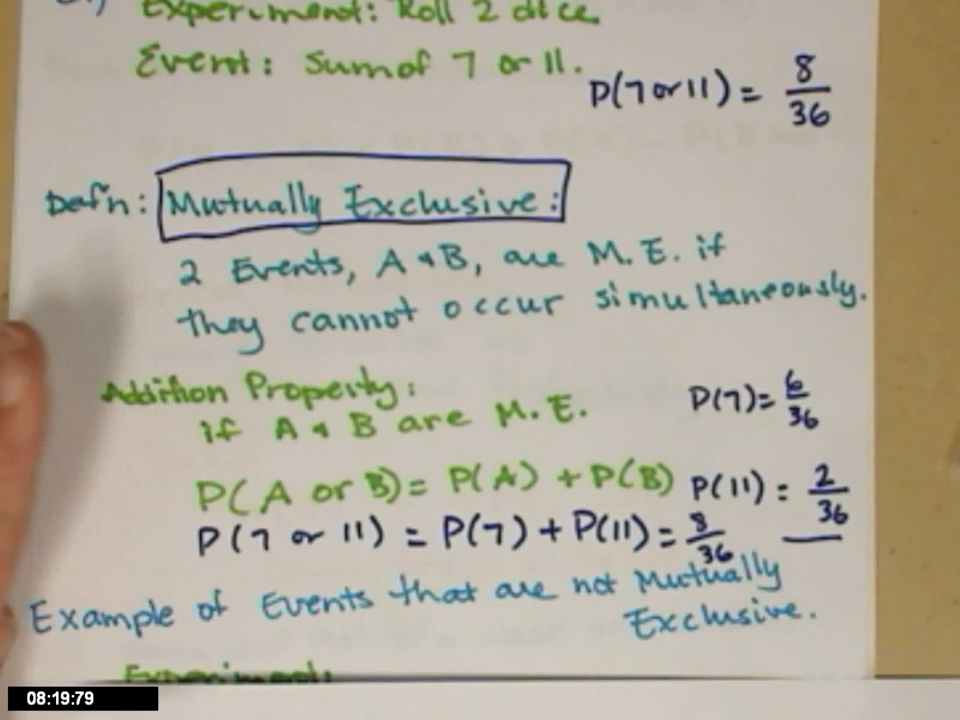 Experiment: Roll 2 dice
Event: Sum of 7 or 11.
P(7 or 11) = 8/36
Defn: Mutually Exclusive:
2 Events, A & B, are M.E. if
they cannot occur simultaneously.
Addition Property:
if A & B are M.E.
P(7) = 6/36
P(A or B) = P(A) + P(B)
P(11) = 2/36
P(7 or 11) = P(7) + P(11) = 8/36
Example of Events that are not Mutually
Exclusive.
Experiment:
08:19:79